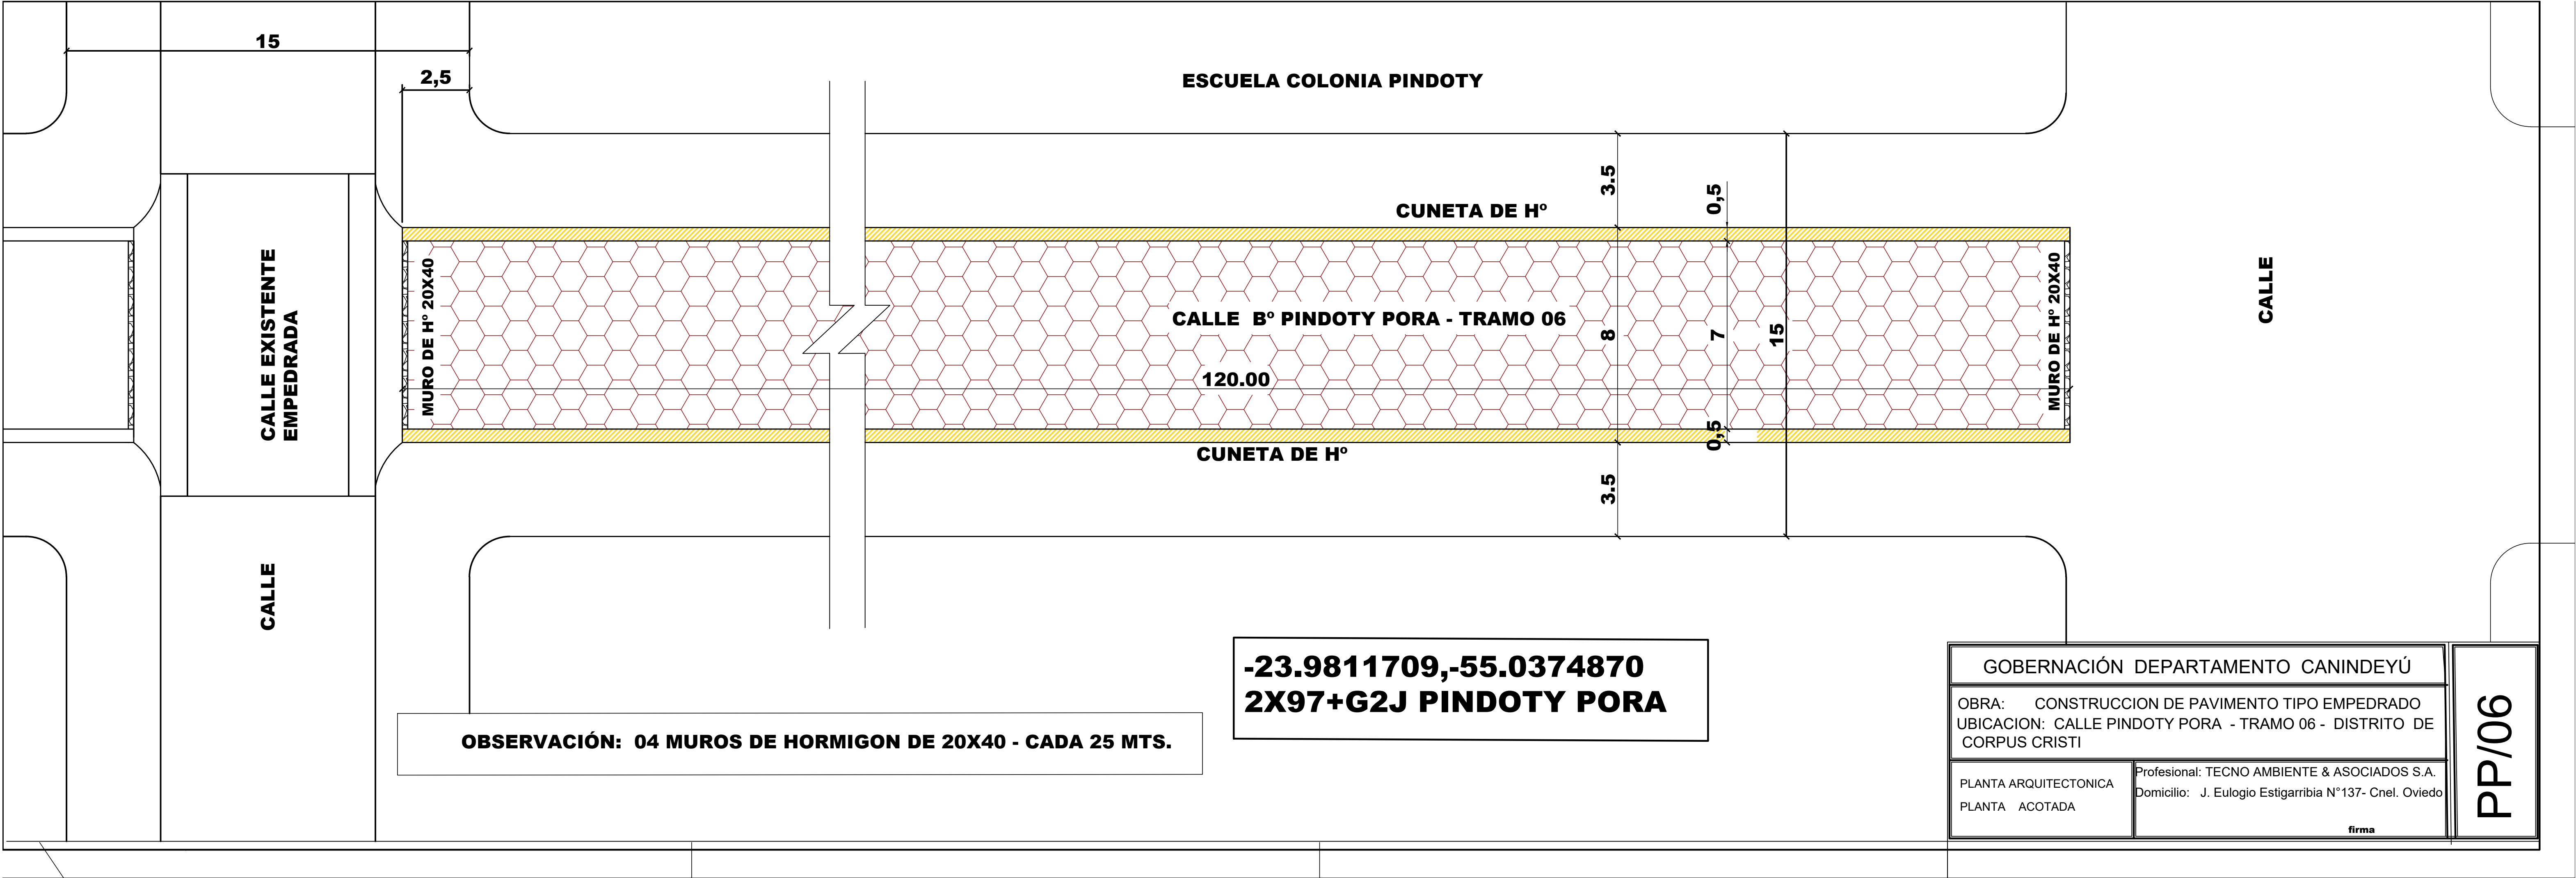 15
2,5
ESCUELA COLONIA PINDOTY
3.5
0,5
CUNETA DE Hº
CALLE EXISTENTE
EMPEDRADA
MURO DE Hº 20X40
CALLE  Bº PINDOTY PORA - TRAMO 06
8
7
15
MURO DE Hº 20X40
CALLE
120.00
0,5
CUNETA DE Hº
3.5
CALLE
-23.9811709,-55.0374870
2X97+G2J PINDOTY PORA
OBSERVACIÓN:  04 MUROS DE HORMIGON DE 20X40 - CADA 25 MTS.
GOBERNACIÓN  DEPARTAMENTO  CANINDEYÚ
OBRA:     CONSTRUCCION DE PAVIMENTO TIPO EMPEDRADO
UBICACION:  CALLE PINDOTY PORA  - TRAMO 06 -  DISTRITO  DE
CORPUS CRISTI
PLANTA ARQUITECTONICA
PLANTA    ACOTADA
Profesional: TECNO AMBIENTE & ASOCIADOS S.A.
Domicilio:   J. Eulogio Estigarribia N°137- Cnel. Oviedo
firma
PP/06